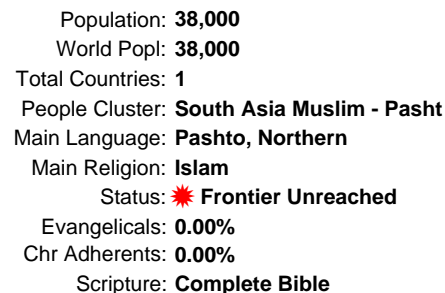 Population: 38,000
World Popl: 38,000
Total Countries: 1
People Cluster: South Asia Muslim - Pasht
Main Language: Pashto, Northern
Main Religion: Islam
Status: Frontier Unreached
Evangelicals: 0.00%
Chr Adherents: 0.00%
Scripture: Complete Bible